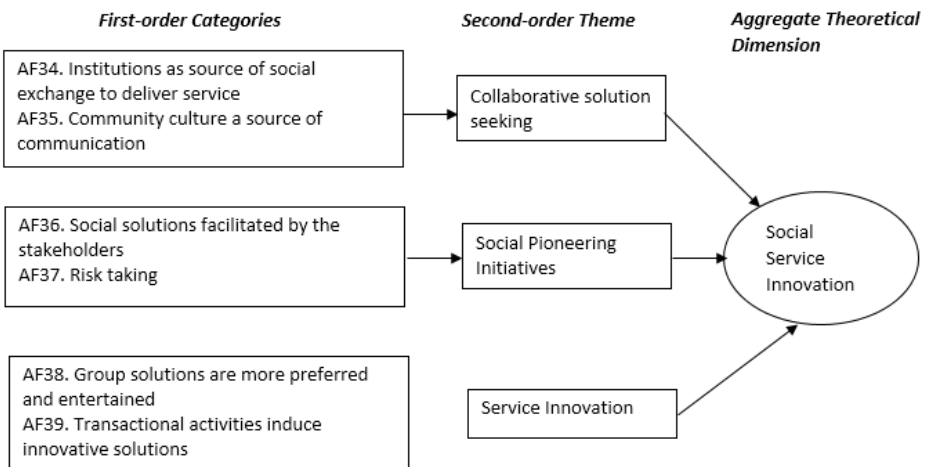 First-order Categories
Second-order Theme
Aggregate Theoretical
Dimension
AF34. Institutions as source of social
exchange to deliver service
AF35. Community culture a source of
communication
Collaborative solution
seeking
AF36. Social solutions facilitated by the
stakeholders
AF37. Risk taking
Social Pioneering
Initiatives
Social
Service
Innovation
AF38. Group solutions are more preferred
and entertained
AF39. Transactional activities induce
innovative solutions
Service Innovation